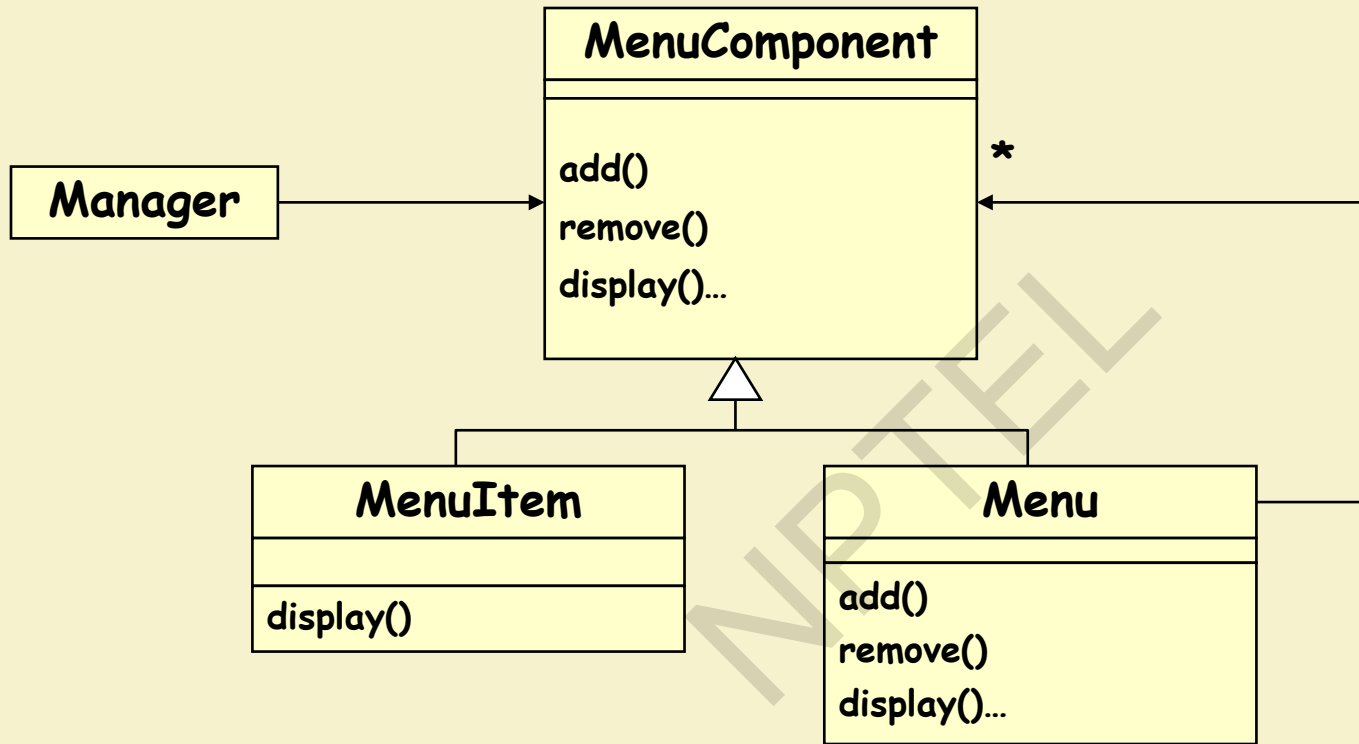 MenuComponent
add()
remove()
display()...
*
Manager
MenuItem
display()
Menu
add()
remove()
display()...
NPTEL